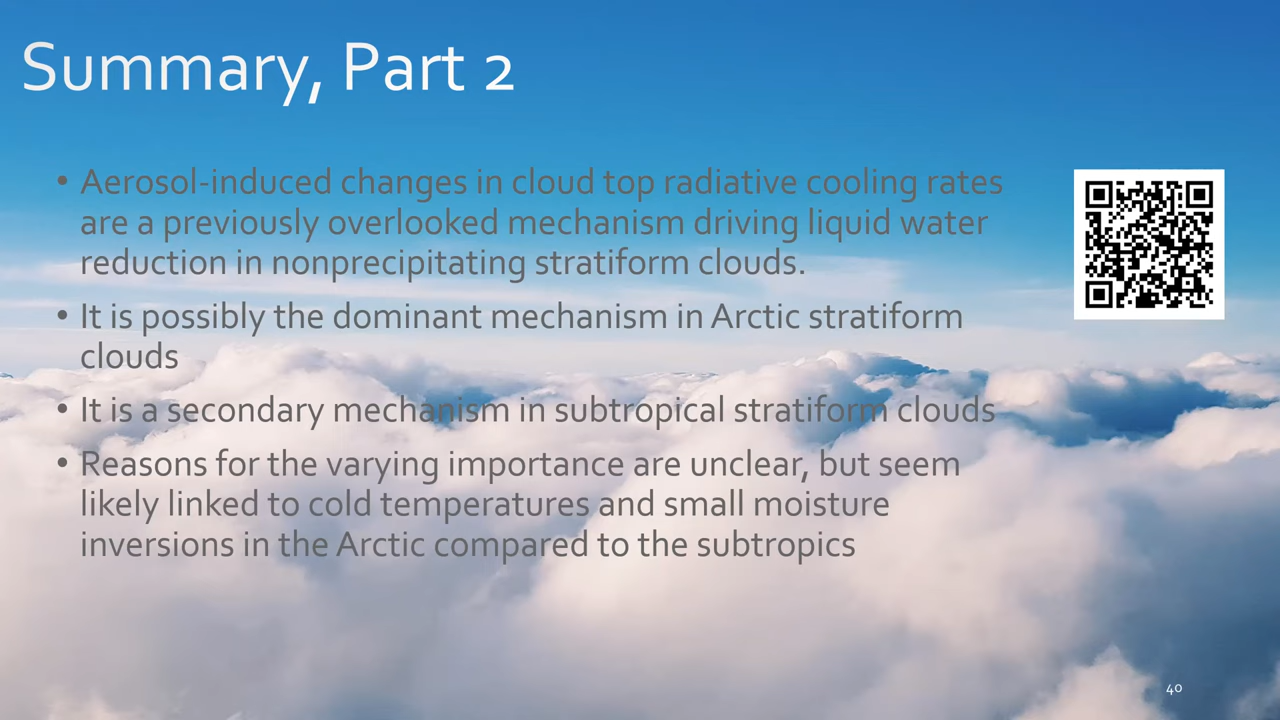 Summary, Part 2
• Aerosol-induced changes in cloud top radiative cooling rates
are a previously overlooked mechanism driving liquid water
reduction in nonprecipitating stratiform clouds.
• It is possibly the dominant mechanism in Arctic stratiform
clouds
• It is a secondary mechanism in subtropical stratiform clouds
• Reasons for the varying importance are unclear, but seem
likely linked to cold temperatures and small moisture
inversions in the Arctic compared to the subtropics
40